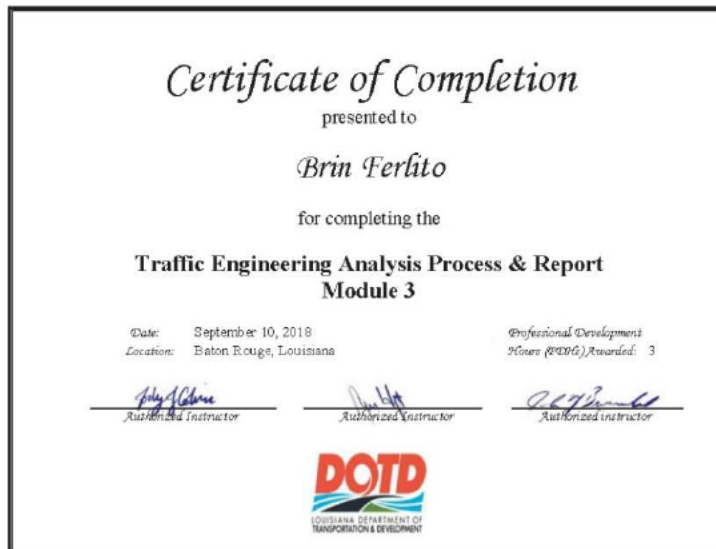 Certificate of Completion
presented to
Brin Ferlito
for completing the
Traffic Engineering Analysis Process & Report
Module 3
Date: September 10, 2018
Location: Baton Rouge, Louisiana
Professional Development
Hours (PDHs) Awarded: 3
Authorized Instructor
Authorized Instructor
Authorized instructor
DOTD
LOUISIANA DEPARTMENT OF
TRANSPORTATION & DEVELOPMENT